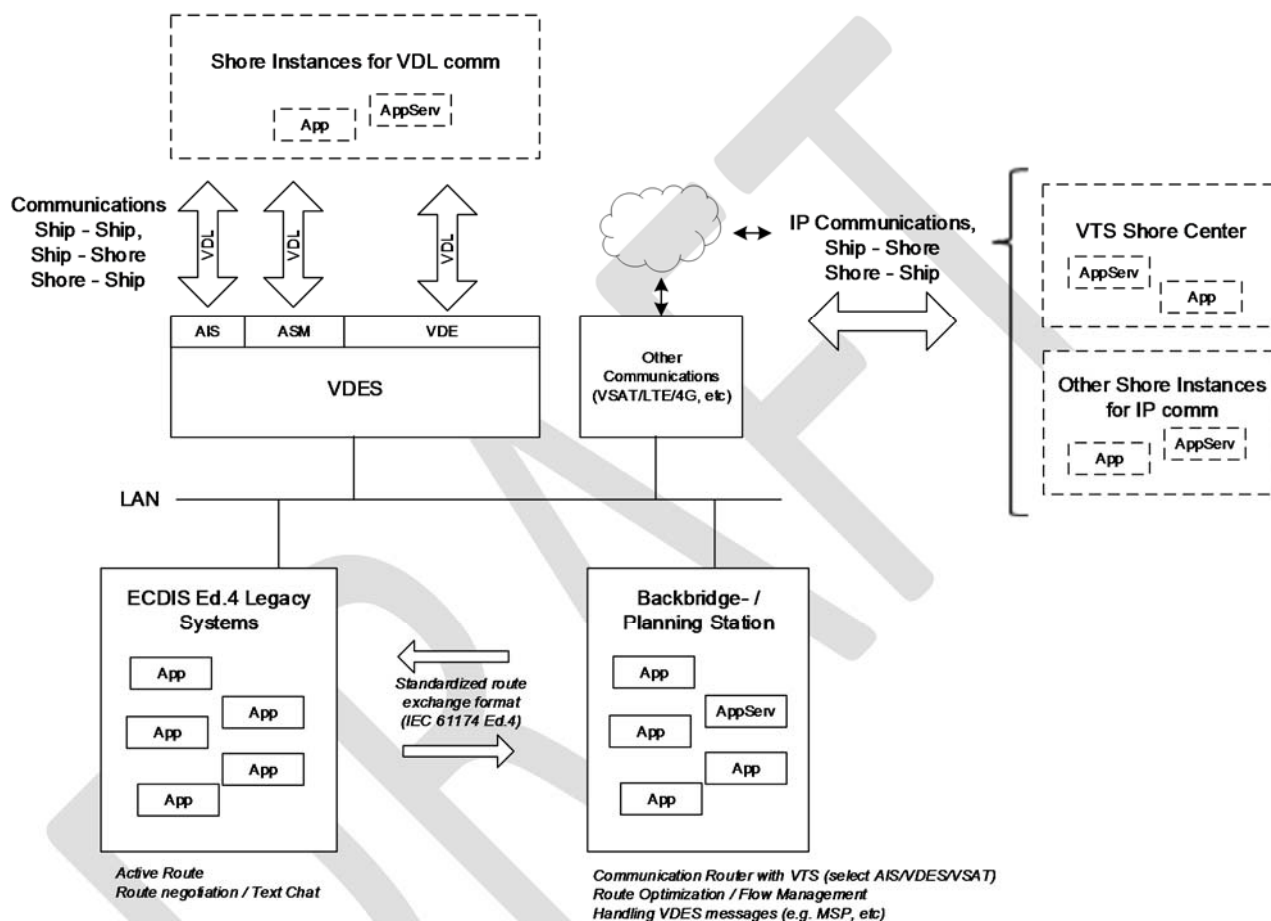 Shore Instances for VDL comm
App
AppServ
Communications
Ship - Ship,
Ship - Shore
Shore - Ship
VDL
VDL
VDL
IP Communications,
Ship - Shore
Shore - Ship
VTS Shore Center
AppServ
App
AIS
ASM
VDE
VDES
Other
Communications
(VSAT/LTE/4G, etc)
Other Shore Instances
for IP comm
App
AppServ
LAN
ECDIS Ed.4 Legacy
Systems
App
App
App
App
App
Standardized route
exchange format
(IEC 61174 Ed.4)
Backbridge- /
Planning Station
App
AppServ
App
App
App
Active Route
Route negotiation / Text Chat
Communication Router with VTS (select AIS/VDES/VSAT)
Route Optimization / Flow Management
Handling VDES messages (e.g. MSP, etc)
DRAFT